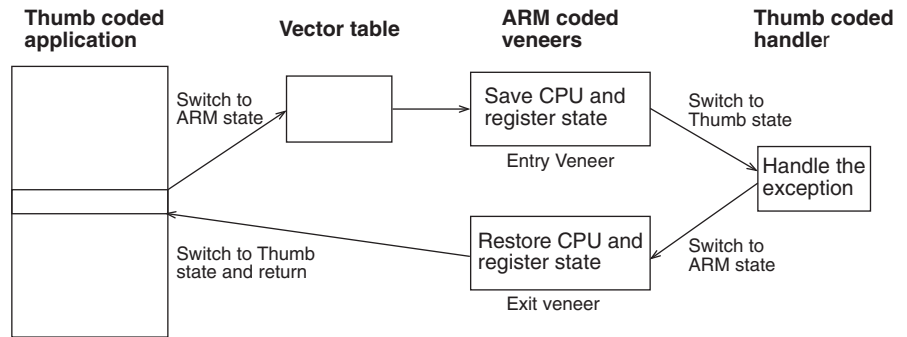 Thumb coded
application
Vector table
ARM coded
veneers
Thumb coded
handler
Switch to
ARM state
Save CPU and
register state
Entry Veneer
Switch to
Thumb state
Handle the
exception
Switch to
ARM state
Restore CPU and
register state
Exit veneer
Switch to Thumb
state and return